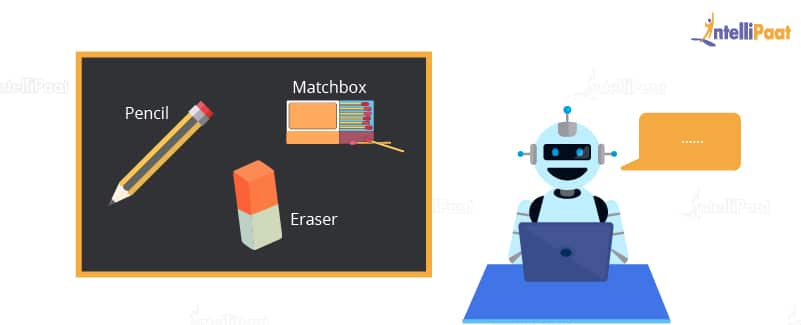 intelliPaat
Matchbox
Pencil
Eraser
......